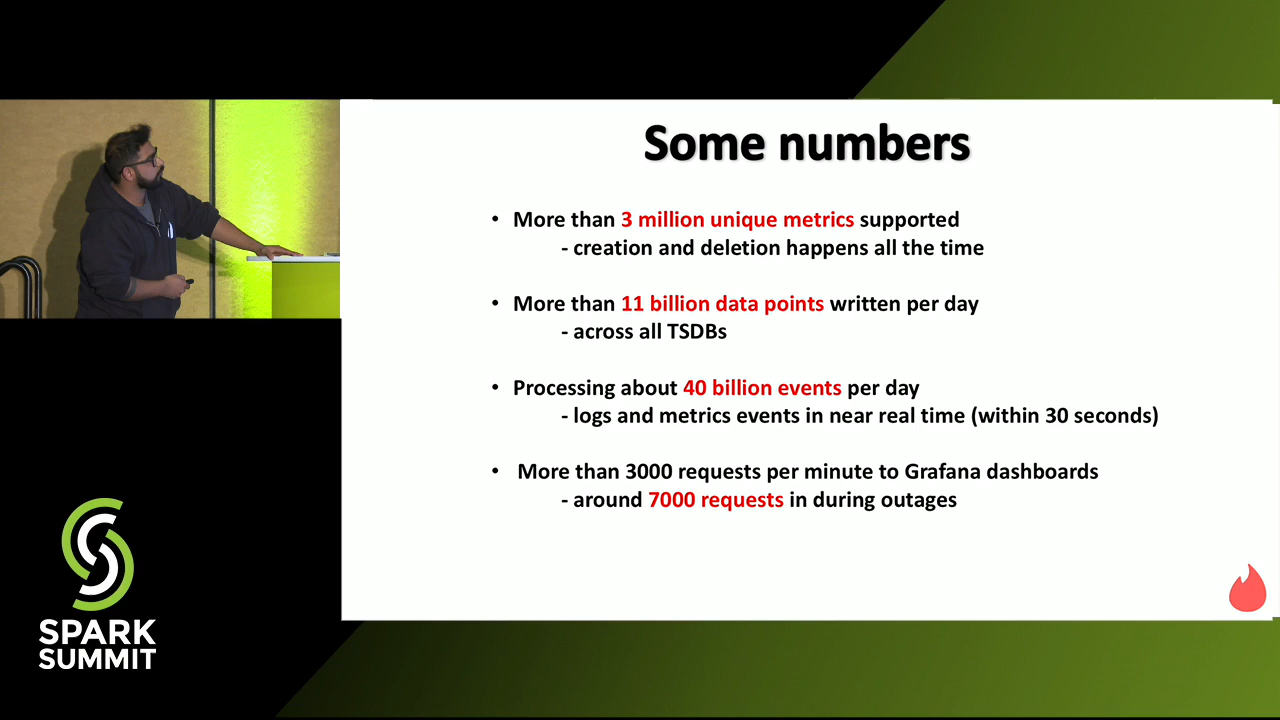 Some numbers
• More than 3 million unique metrics supported
- creation and deletion happens all the time
• More than 11 billion data points written per day
- across all TSDBs
• Processing about 40 billion events per day
- logs and metrics events in near real time (within 30 seconds)
• More than 3000 requests per minute to Grafana dashboards
- around 7000 requests in during outages
SPARK
SUMMIT